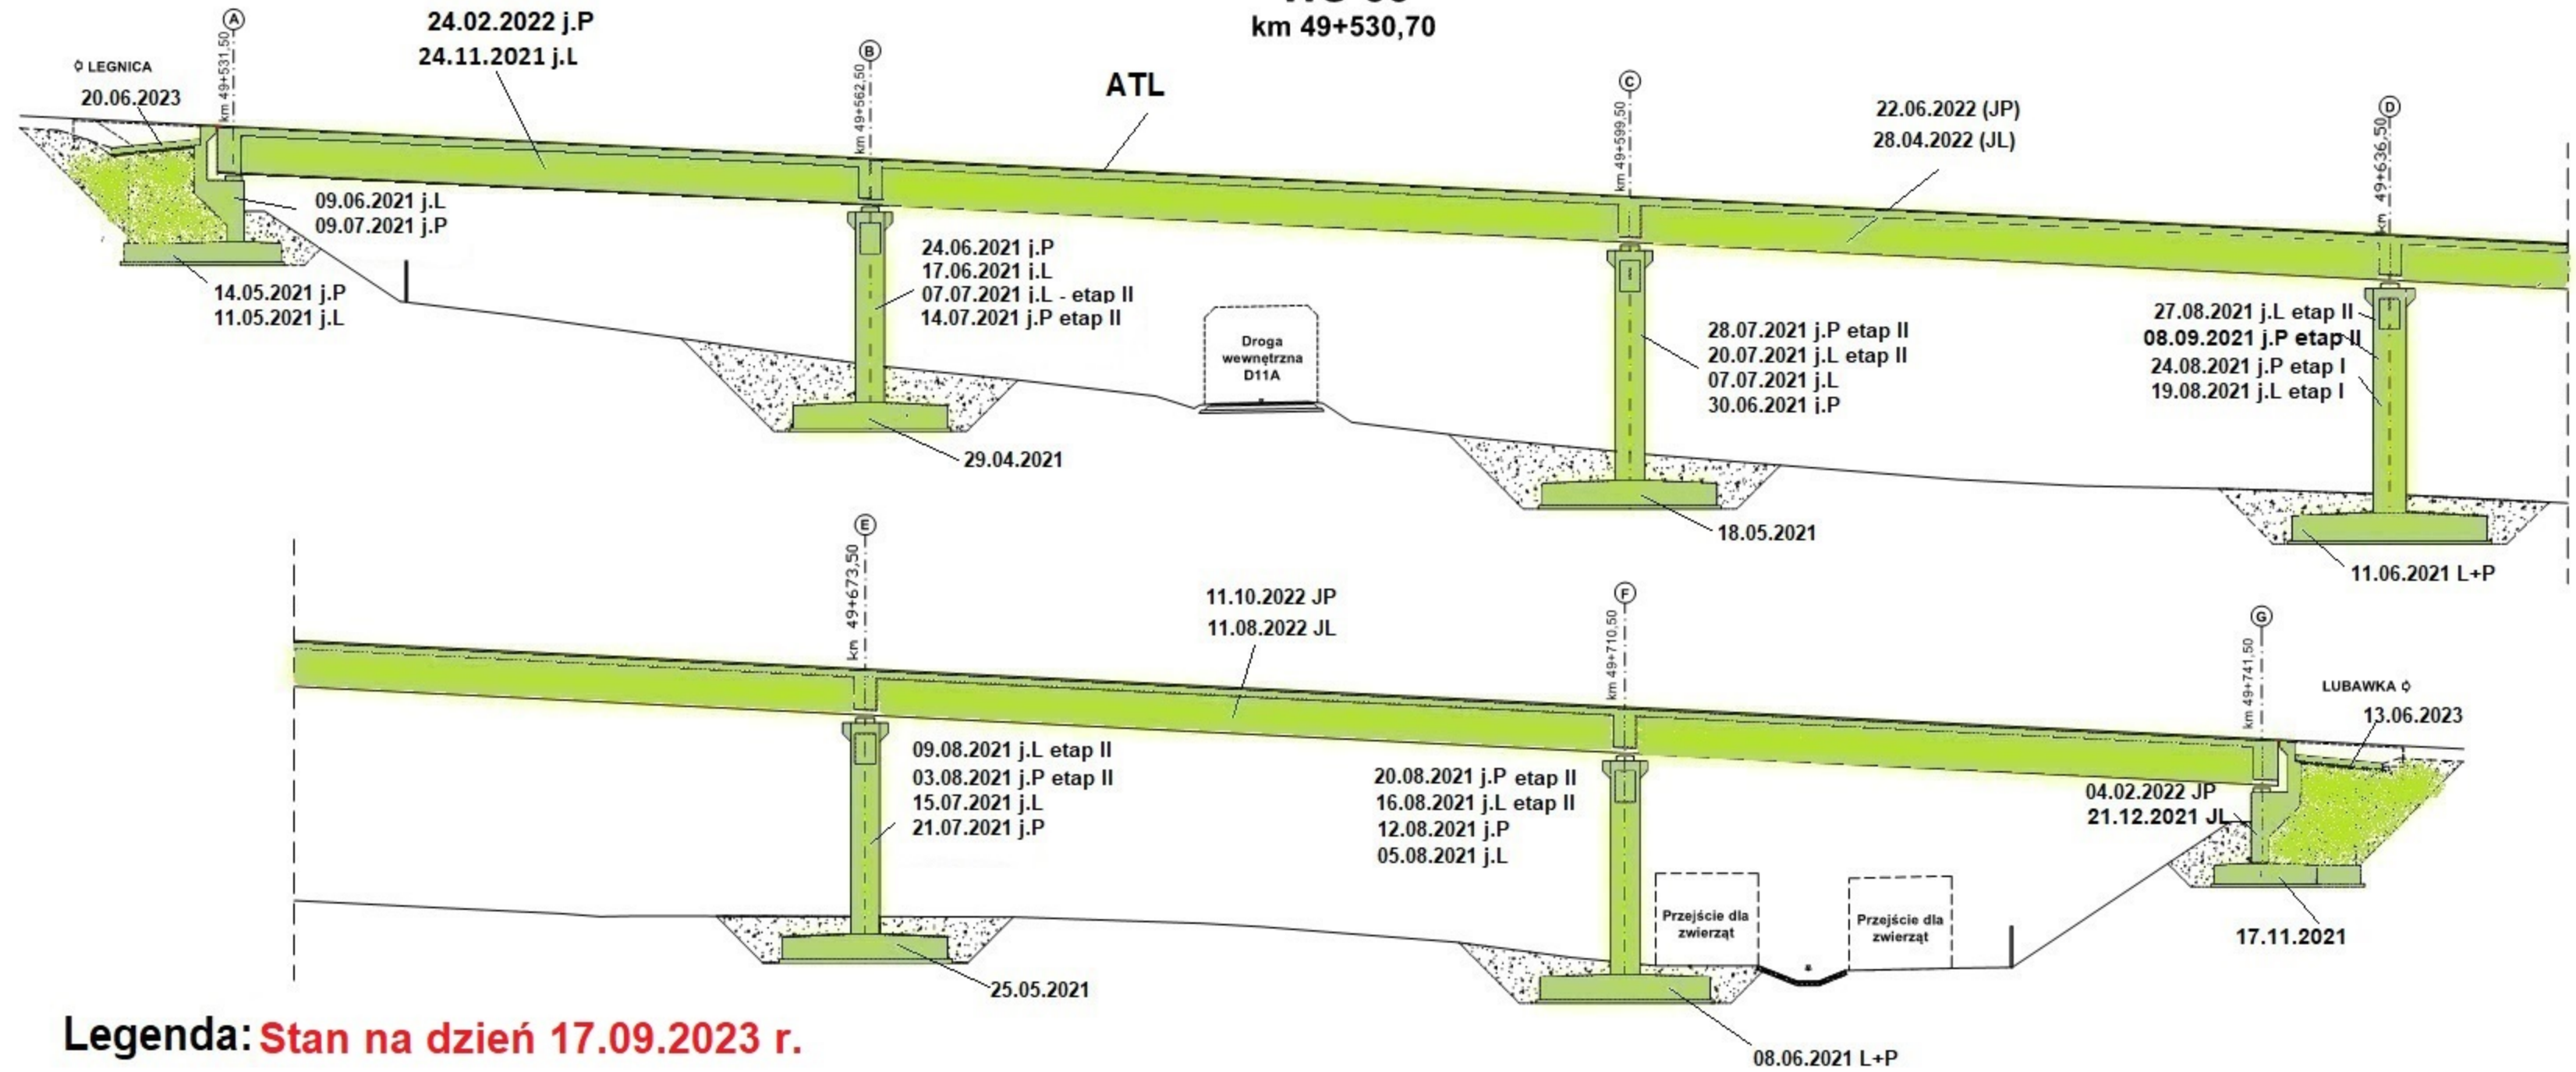 km 49+530,70
A
km 49+531,50
LEGNICA
20.06.2023
24.02.2022 j.P
24.11.2021 j.L
B
km 49+562,50
ATL
C
km 49+599,50
22.06.2022 (JP)
28.04.2022 (JL)
D
km 49+636,50
09.06.2021 j.L
09.07.2021 j.P
14.05.2021 j.P
11.05.2021 j.L
24.06.2021 j.P
17.06.2021 j.L
07.07.2021 j.L - etap II
14.07.2021 j.P etap II
29.04.2021
Droga
wewnętrzna
D11A
28.07.2021 j.P etap II
20.07.2021 j.L etap II
07.07.2021 j.L
30.06.2021 j.P
18.05.2021
27.08.2021 j.L etap II
08.09.2021 j.P etap II
24.08.2021 j.P etap I
19.08.2021 j.L etap I
11.06.2021 L+P
E
km 49+673,50
11.10.2022 JP
11.08.2022 JL
F
km 49+710,50
G
km 49+741,50
LUBAWKA
13.06.2023
09.08.2021 j.L etap II
03.08.2021 j.P etap II
15.07.2021 j.L
21.07.2021 j.P
25.05.2021
20.08.2021 j.P etap II
16.08.2021 j.L etap II
12.08.2021 j.P
05.08.2021 j.L
Przejście dla
zwierząt
Przejście dla
zwierząt
08.06.2021 L+P
04.02.2022 JP
21.12.2021 JL
17.11.2021
Legenda: Stan na dzień 17.09.2023 r.